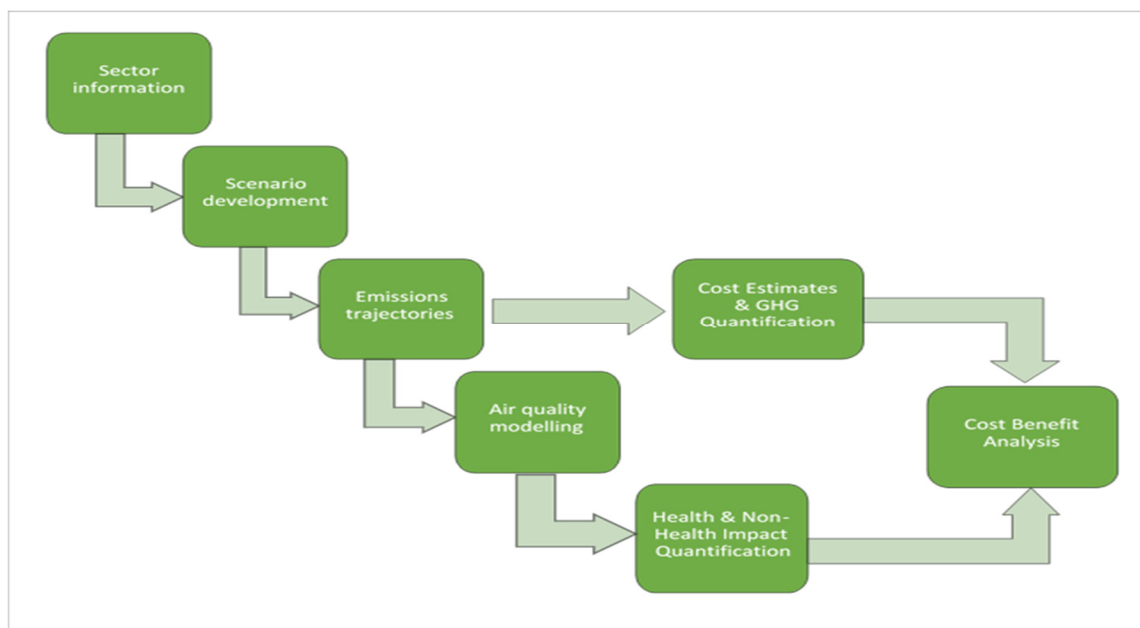 Sector
information
Scenario
development
Emissions
trajectories
Cost Estimates
& GHG
Quantification
Air quality
modelling
Cost Benefit
Analysis
Health & Non-
Health Impact
Quantification